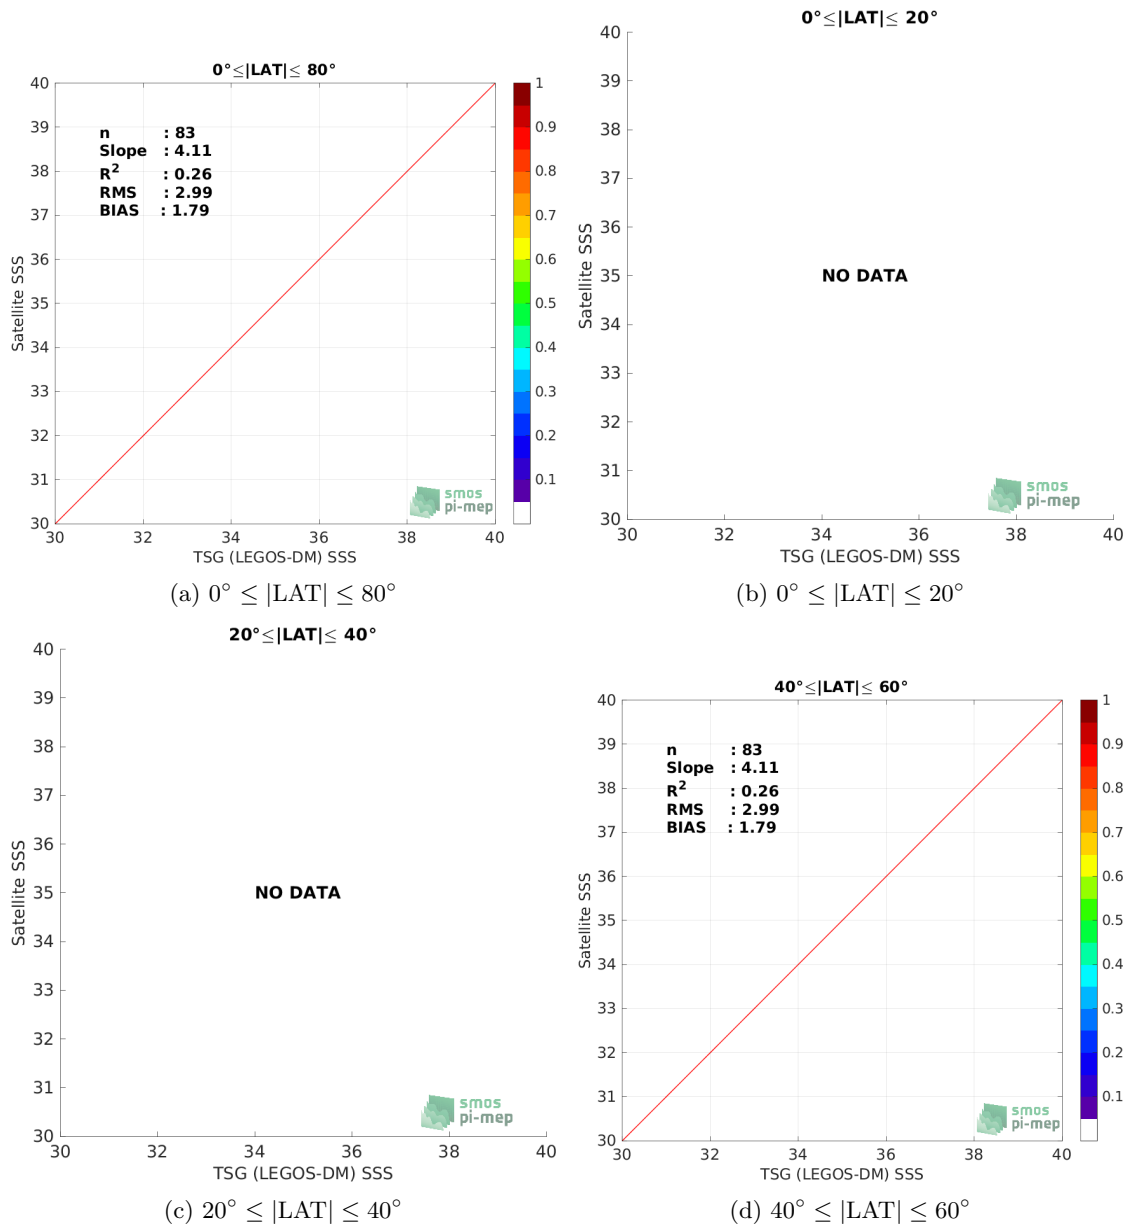 0°≤|LAT|≤ 80°
40
39
38
37
36
35
34
33
32
31
30
Satellite SSS
n : 83
Slope : 4.11
R² : 0.26
RMS : 2.99
BIAS : 1.79
smos
pi-mep
30 32 34 36 38 40
TSG (LEGOS-DM) SSS
1
0.9
0.8
0.7
0.6
0.5
0.4
0.3
0.2
0.1
(a) 0° ≤ |LAT| ≤ 80°
0°≤|LAT|≤ 20°
40
39
38
37
36
35
34
33
32
31
30
Satellite SSS
NO DATA
smos
pi-mep
30 32 34 36 38 40
TSG (LEGOS-DM) SSS
(b) 0° ≤ |LAT| ≤ 20°
20°≤|LAT|≤ 40°
40
39
38
37
36
35
34
33
32
31
30
Satellite SSS
NO DATA
smos
pi-mep
30 32 34 36 38 40
TSG (LEGOS-DM) SSS
(c) 20° ≤ |LAT| ≤ 40°
40°≤|LAT|≤ 60°
40
39
38
37
36
35
34
33
32
31
30
Satellite SSS
n : 83
Slope : 4.11
R² : 0.26
RMS : 2.99
BIAS : 1.79
smos
pi-mep
30 32 34 36 38 40
TSG (LEGOS-DM) SSS
1
0.9
0.8
0.7
0.6
0.5
0.4
0.3
0.2
0.1
(d) 40° ≤ |LAT| ≤ 60°